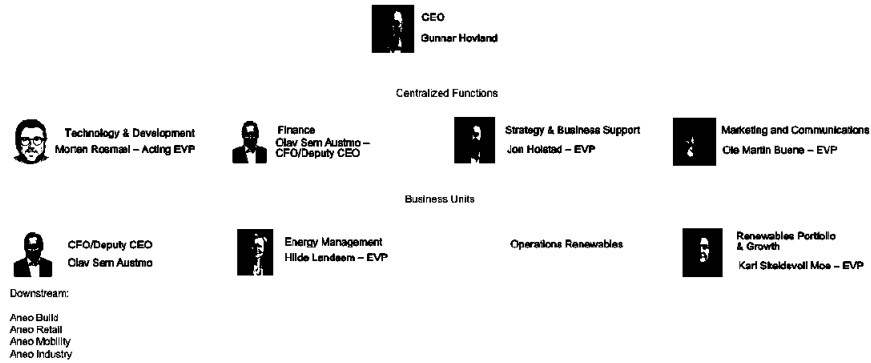 CEO
Gunnar Hovland
Centralized Functions
Technology & Development
Morten Rosmæl – Acting EVP
Finance
Olav Sem Austmo –
CFO/Deputy CEO
Strategy & Business Support
Jon Holstad – EVP
Marketing and Communications
Ole Martin Buene – EVP
Business Units
CFO/Deputy CEO
Olav Sem Austmo
Energy Management
Hilde Landsem – EVP
Operations Renewables
Renewables Portfolio
& Growth
Karl Skeidsvoll Moe – EVP
Downstream:
Aneo Build
Aneo Retail
Aneo Mobility
Aneo Industry